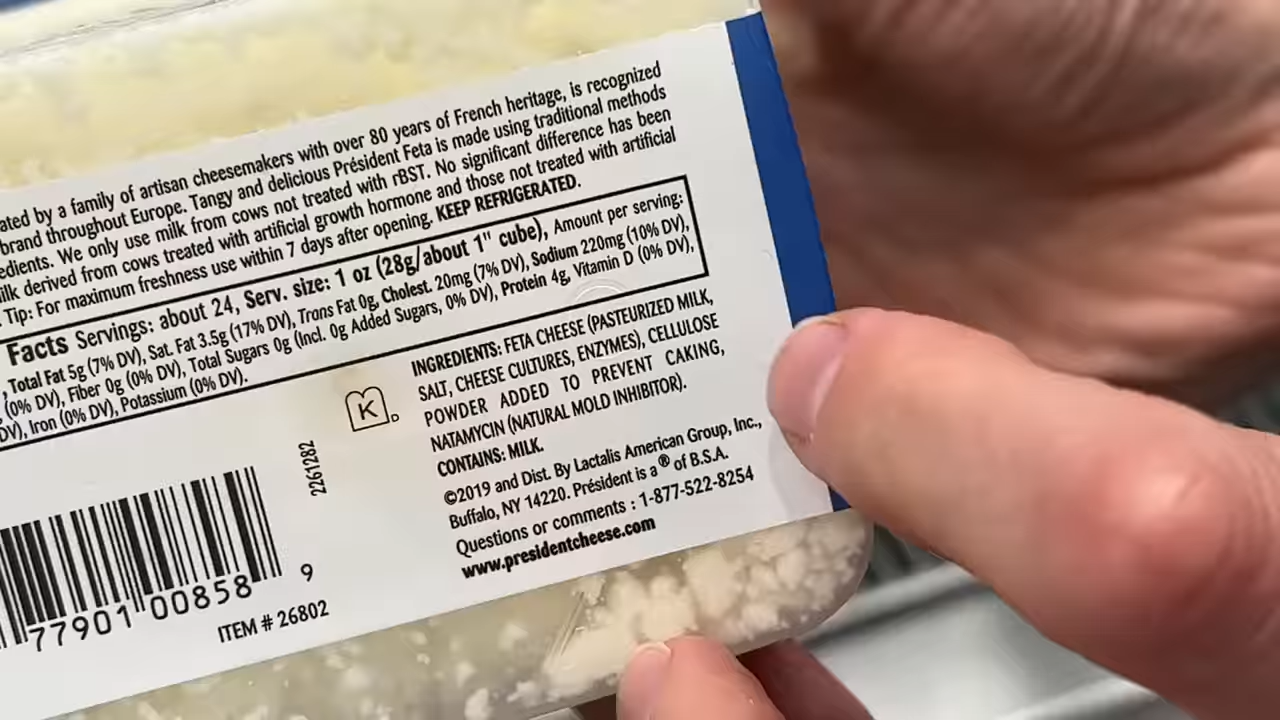 ated by a family of artisan cheesemakers with over 80 years of French heritage, is recognized
brand throughout Europe. Tangy and delicious Président Feta is made using traditional methods
edients. We only use milk from cows not treated with rBST. No significant difference has been
ilk derived from cows treated with artificial growth hormone and those not treated with artificial
. Tip: For maximum freshness use within 7 days after opening. KEEP REFRIGERATED.
Facts Servings: about 24, Serv. size: 1 oz (28g/about 1" cube), Amount per serving:
, Total Fat 5g (7% DV), Sat. Fat 3.5g (17% DV), Trans Fat 0g, Cholest. 20mg (7% DV), Sodium 220mg (10% DV),
(0% DV), Fiber 0g (0% DV), Total Sugars 0g (Incl. 0g Added Sugars, 0% DV), Protein 4g, Vitamin D (0% DV),
DV), Iron (0% DV), Potassium (0% DV).
INGREDIENTS: FETA CHEESE (PASTEURIZED MILK,
SALT, CHEESE CULTURES, ENZYMES), CELLULOSE
POWDER ADDED TO PREVENT CAKING,
NATAMYCIN (NATURAL MOLD INHIBITOR).
CONTAINS: MILK.
©2019 and Dist. By Lactalis American Group, Inc.,
Buffalo, NY 14220. Président is a ® of B.S.A.
Questions or comments : 1-877-522-8254
www.presidentcheese.com
K D
2261282
77901 00858 9
ITEM # 26802